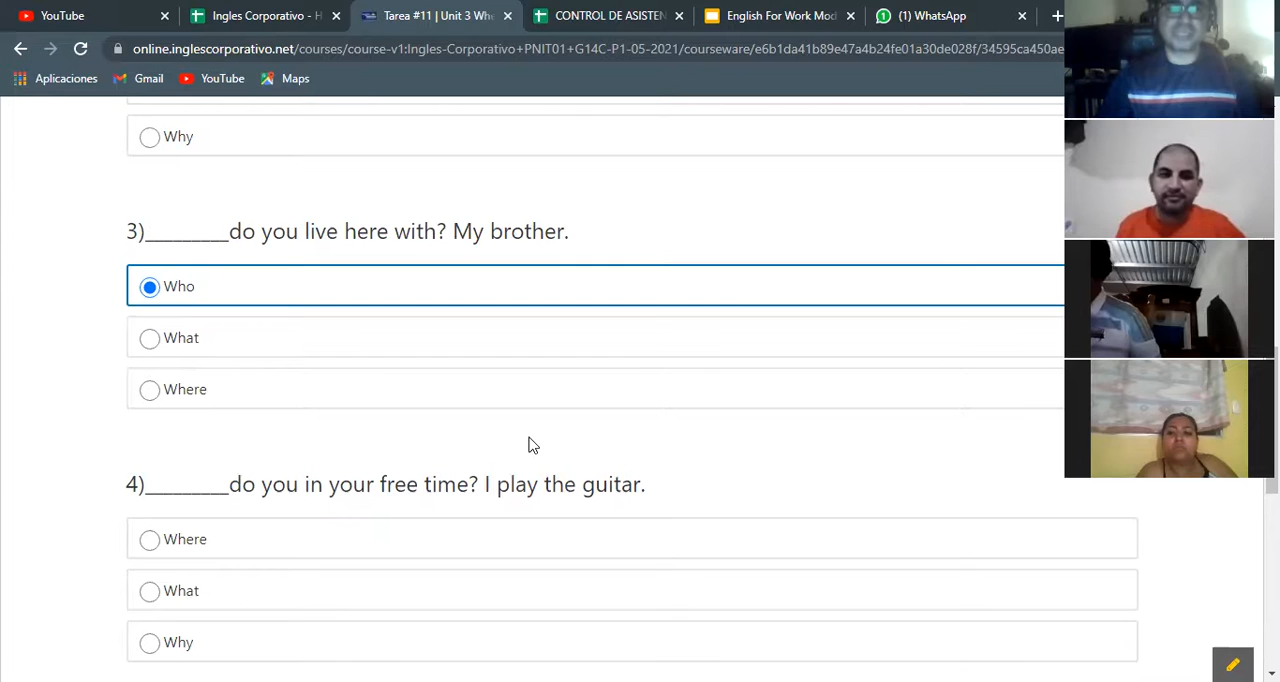 YouTube
Ingles Corporativo - H
Tarea #11 | Unit 3 Wh
CONTROL DE ASISTEN
English For Work Mod
(1) WhatsApp
online.inglescorporativo.net/courses/course-v1:Ingles-Corporativo+PNIT01+G14C-P1-05-2021/courseware/e6b1da41b89e47a4b24fe01a30de028f/34595ca450ae
Aplicaciones
Gmail
YouTube
Maps
Why
3)_________do you live here with? My brother.
Who
What
Where
4)_________do you in your free time? I play the guitar.
Where
What
Why